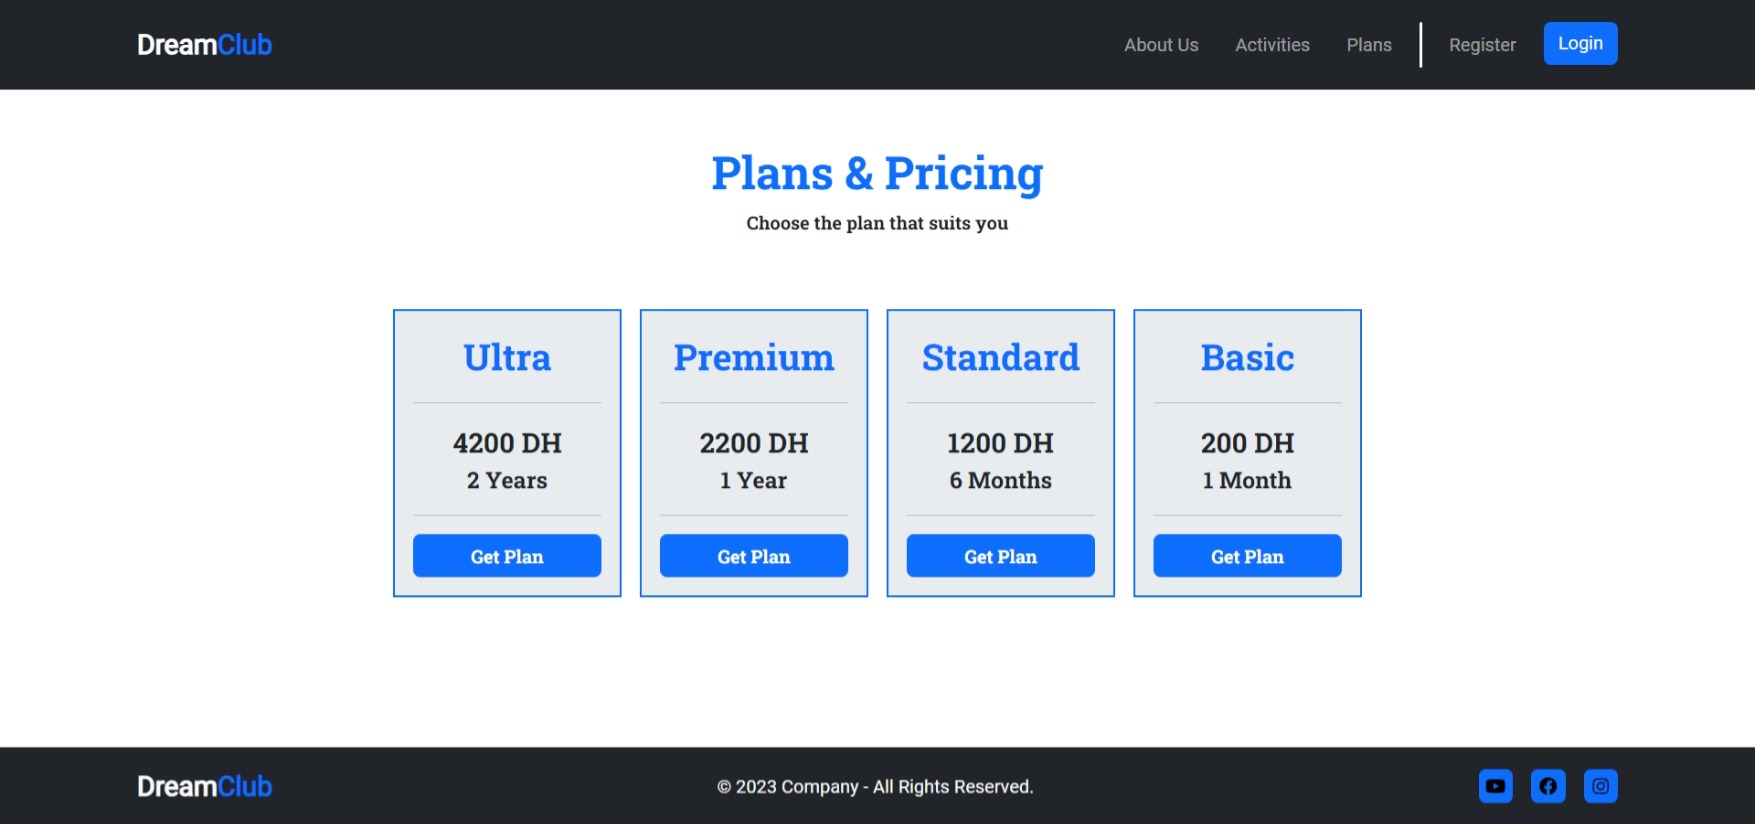 DreamClub
About Us
Activities
Plans
Register
Login
Plans & Pricing
Choose the plan that suits you
Ultra
4200 DH
2 Years
Get Plan
Premium
2200 DH
1 Year
Get Plan
Standard
1200 DH
6 Months
Get Plan
Basic
200 DH
1 Month
Get Plan
DreamClub
© 2023 Company - All Rights Reserved.